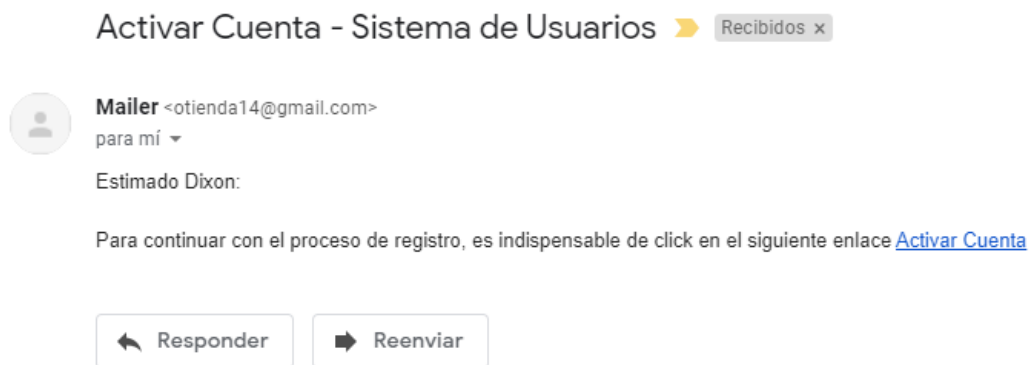 Activar Cuenta - Sistema de Usuarios Recibidos x
Mailer <otienda14@gmail.com>
para mí
Estimado Dixon:
Para continuar con el proceso de registro, es indispensable de click en el siguiente enlace Activar Cuenta
Responder Reenviar